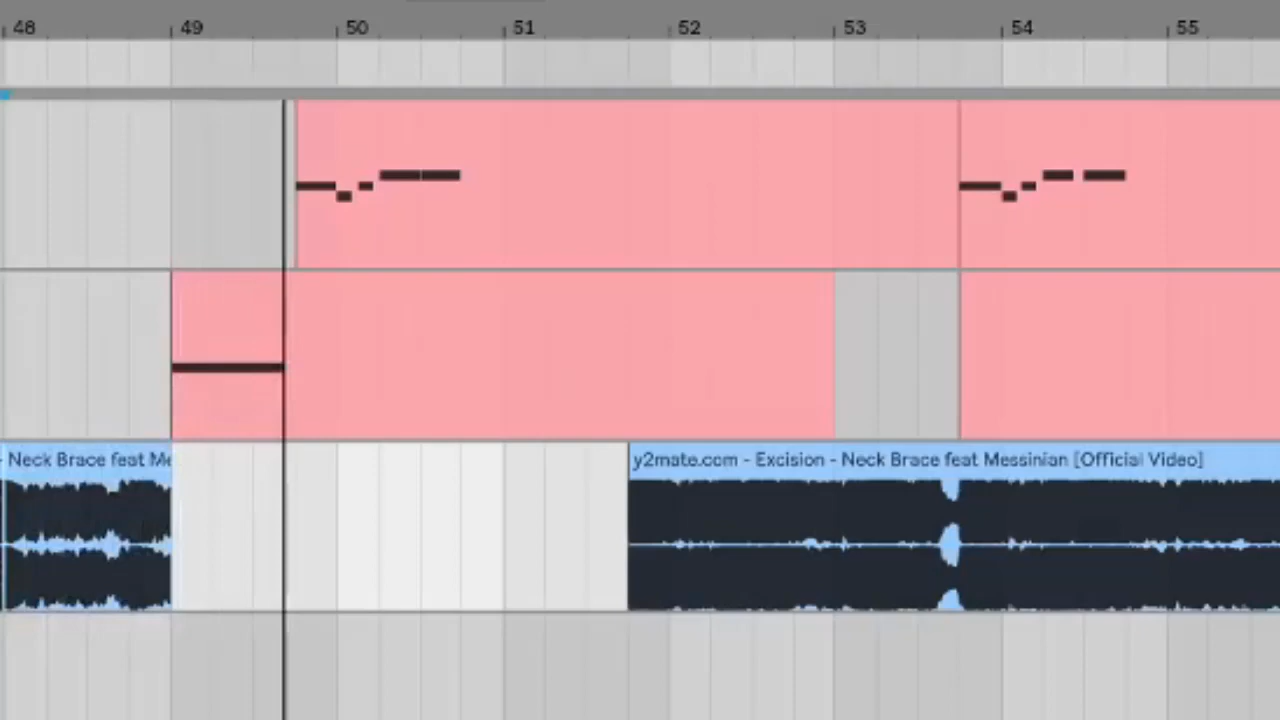 48 49 50 51 52 53 54 55
- Neck Brace feat Me
y2mate.com - Excision - Neck Brace feat Messinian [Official Video]